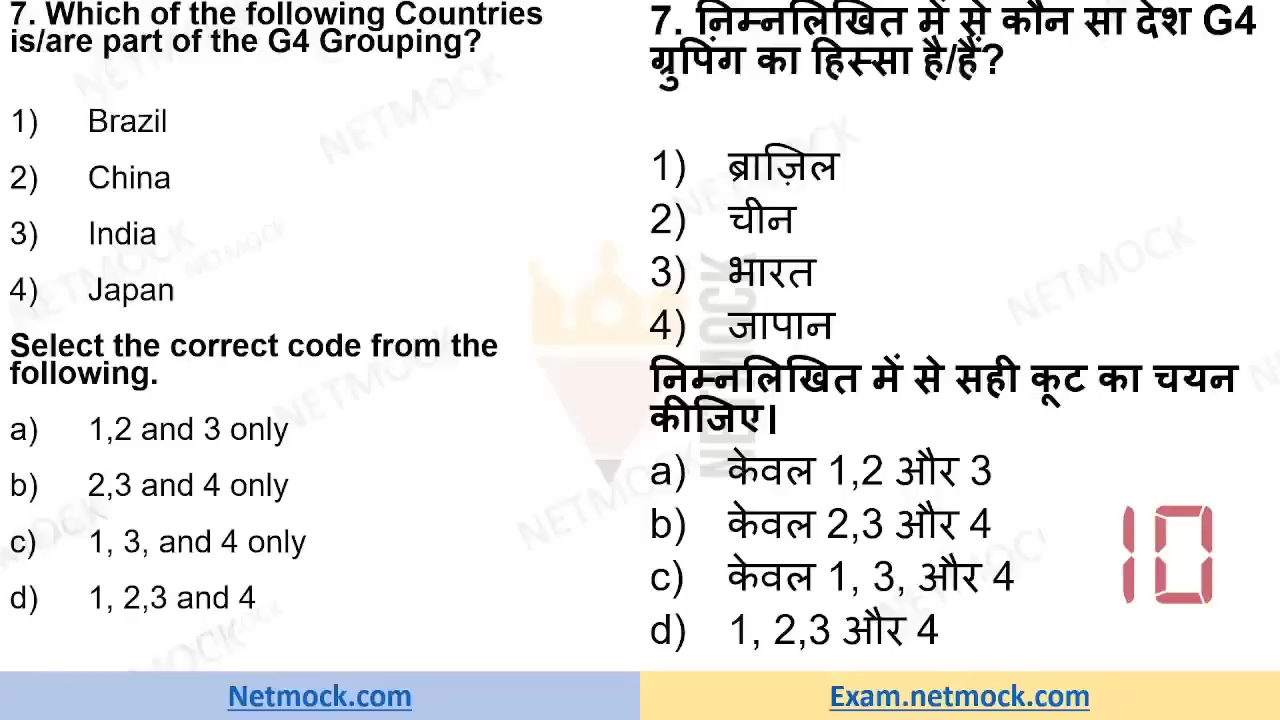 7. Which of the following Countries
is/are part of the G4 Grouping?
1) Brazil
2) China
3) India
4) Japan
Select the correct code from the
following.
a) 1,2 and 3 only
b) 2,3 and 4 only
c) 1, 3, and 4 only
d) 1, 2,3 and 4
7. निम्नलिखित में से कौन सा देश G4
ग्रुपिंग का हिस्सा है/हैं?
1) ब्राज़िल
2) चीन
3) भारत
4) जापान
निम्नलिखित में से सही कूट का चयन
कीजिए।
a) केवल 1,2 और 3
b) केवल 2,3 और 4
c) केवल 1, 3, और 4
d) 1, 2,3 और 4
10
NETMOCK
Netmock.com
Exam.netmock.com